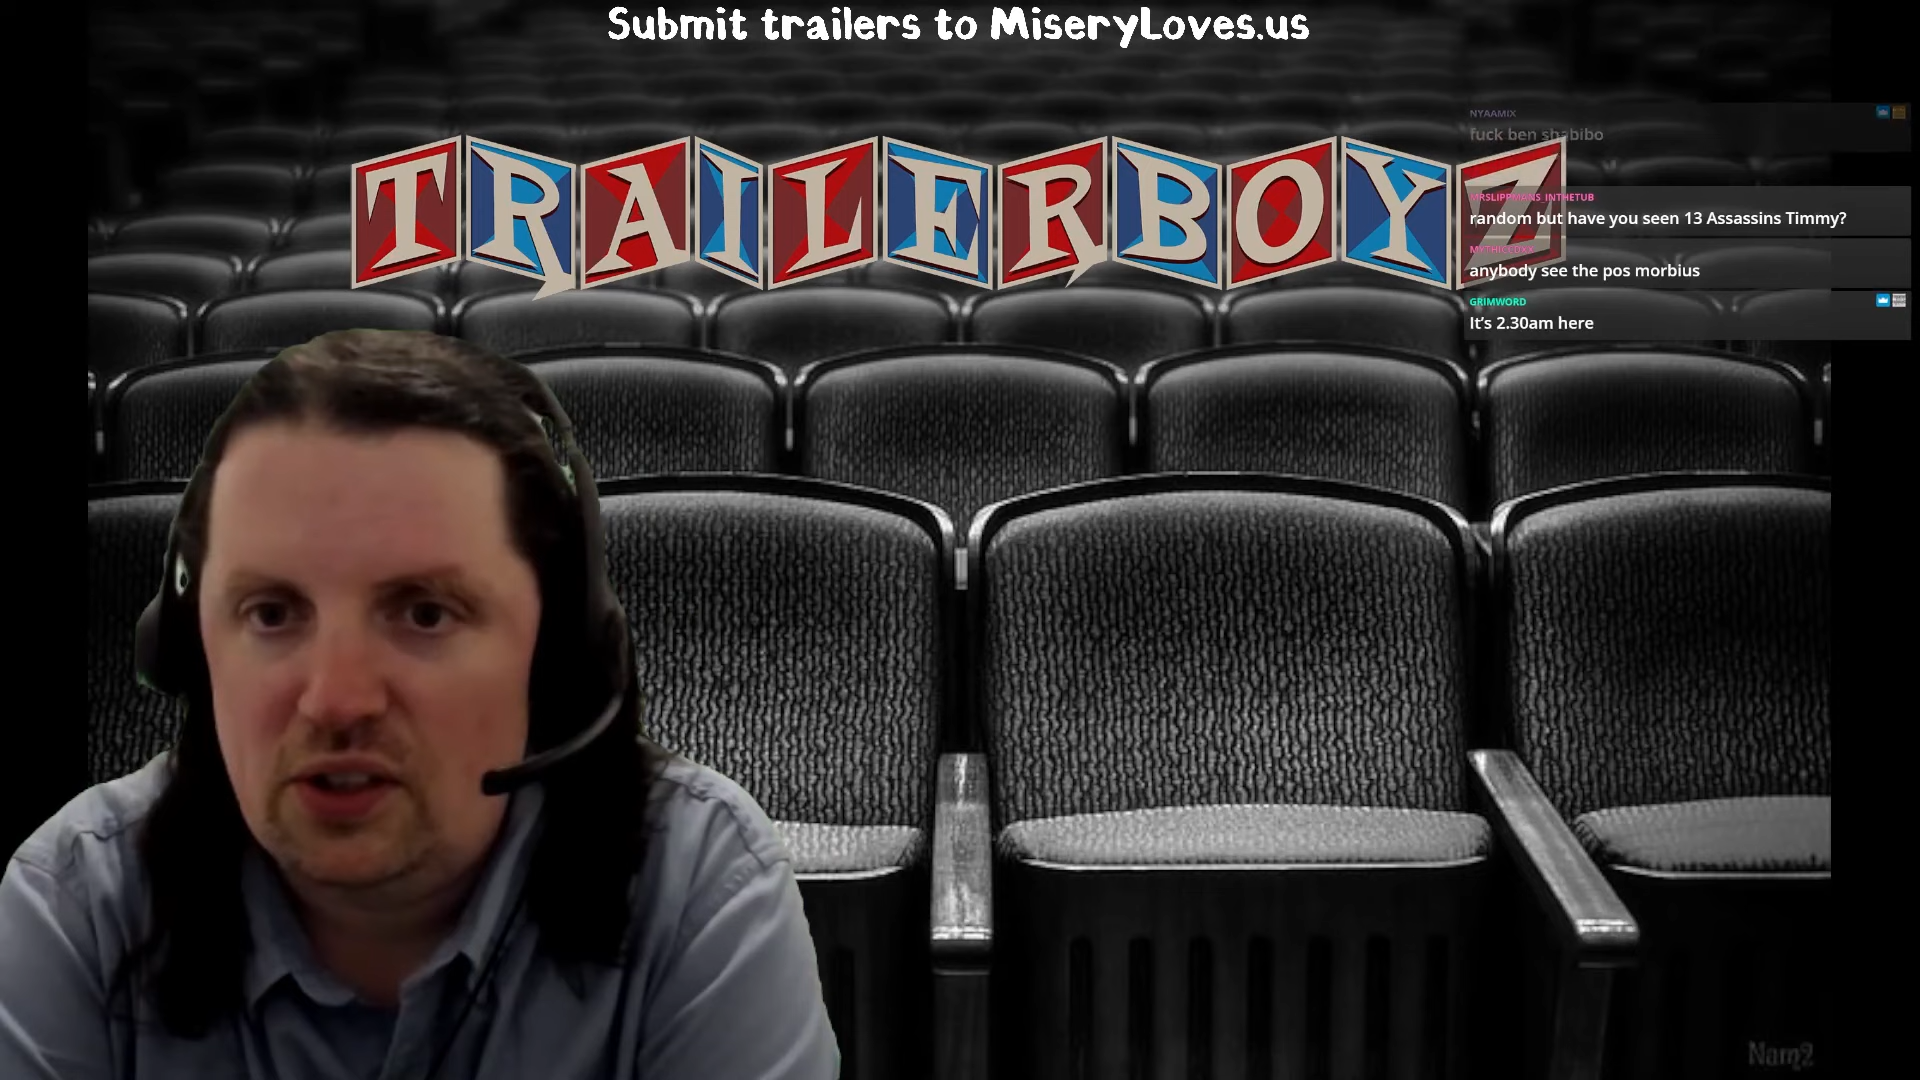 Submit trailers to MiseryLoves.us
TRAILERBOYZ
NYAAMIX
fuck ben shabibo
MRSLIPPMANS_INTHETUB
random but have you seen 13 Assassins Timmy?
anybody see the pos morbius
GRIMWORD
It's 2.30am here
Nam2